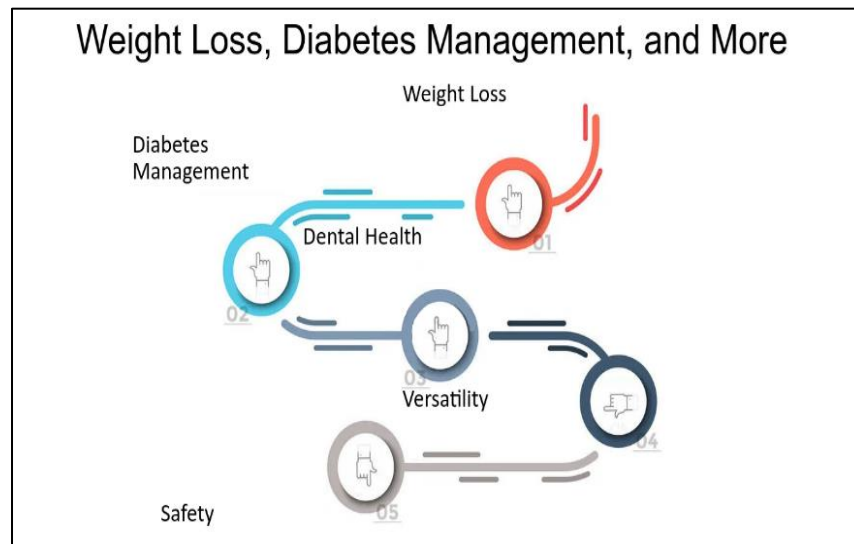 Weight Loss, Diabetes Management, and More
Weight Loss
Diabetes
Management
01
Dental Health
02
03
Versatility
04
Safety
05